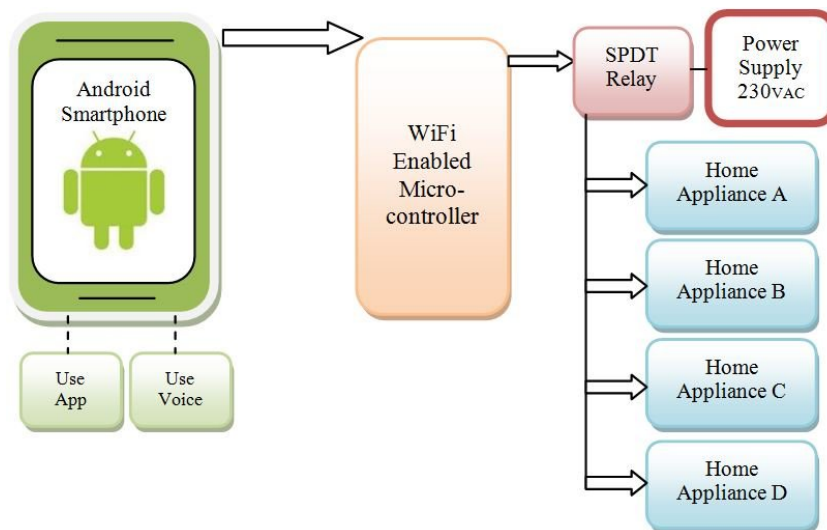 Android
Smartphone
Use
App
Use
Voice
WiFi
Enabled
Micro-
controller
SPDT
Relay
Power
Supply
230VAC
Home
Appliance A
Home
Appliance B
Home
Appliance C
Home
Appliance D